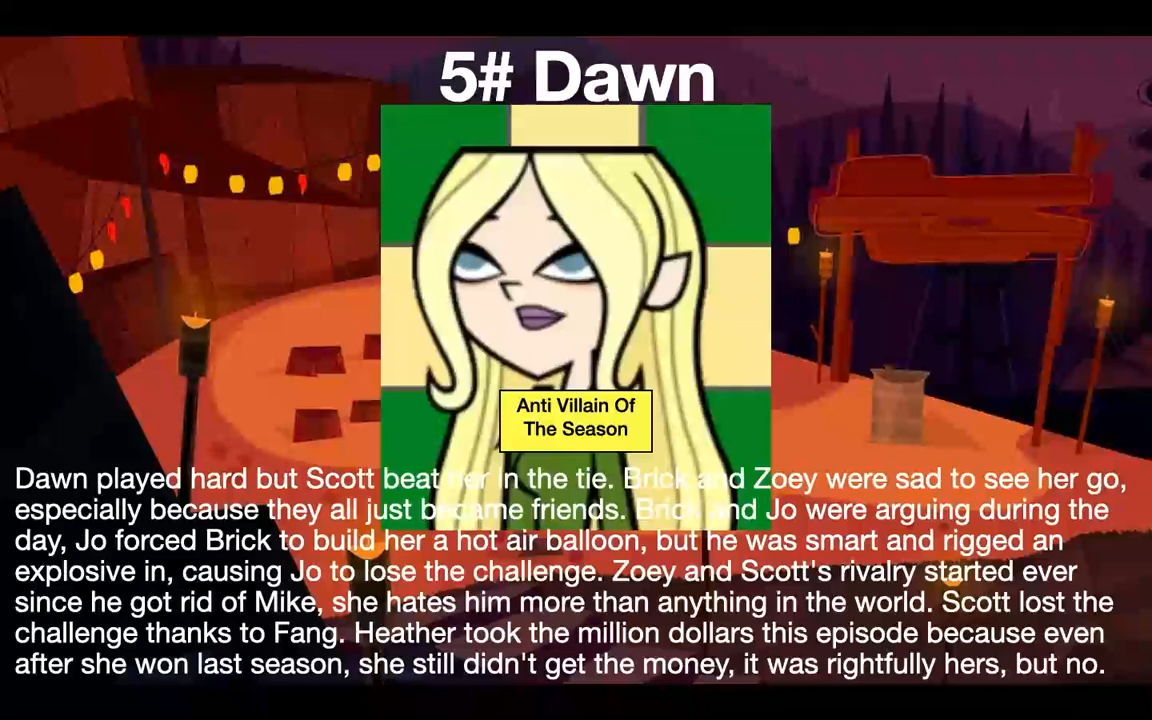 5# Dawn
Anti Villain Of
The Season
Dawn played hard but Scott beat her in the tie. Brick and Zoey were sad to see her go,
especially because they all just became friends. Brick and Jo were arguing during the
day, Jo forced Brick to build her a hot air balloon, but he was smart and rigged an
explosive in, causing Jo to lose the challenge. Zoey and Scott's rivalry started ever
since he got rid of Mike, she hates him more than anything in the world. Scott lost the
challenge thanks to Fang. Heather took the million dollars this episode because even
after she won last season, she still didn't get the money, it was rightfully hers, but no.